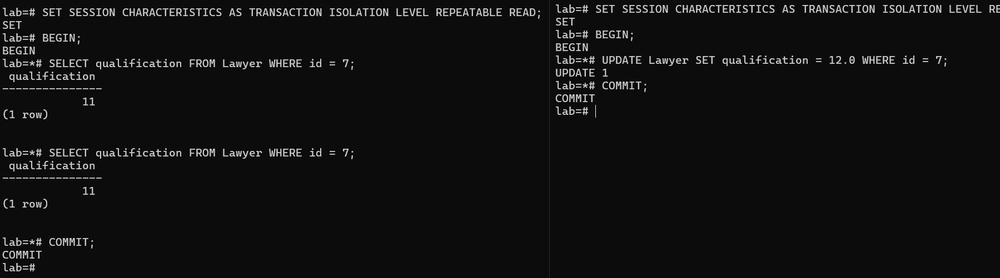 lab=# SET SESSION CHARACTERISTICS AS TRANSACTION ISOLATION LEVEL REPEATABLE READ;
SET
lab=# BEGIN;
BEGIN
lab=*# SELECT qualification FROM Lawyer WHERE id = 7;
 qualification
---------------
            11
(1 row)
lab=*# SELECT qualification FROM Lawyer WHERE id = 7;
 qualification
---------------
            11
(1 row)
lab=*# COMMIT;
COMMIT
lab=#
lab=# SET SESSION CHARACTERISTICS AS TRANSACTION ISOLATION LEVEL RE
SET
lab=# BEGIN;
BEGIN
lab=*# UPDATE Lawyer SET qualification = 12.0 WHERE id = 7;
UPDATE 1
lab=*# COMMIT;
COMMIT
lab=#